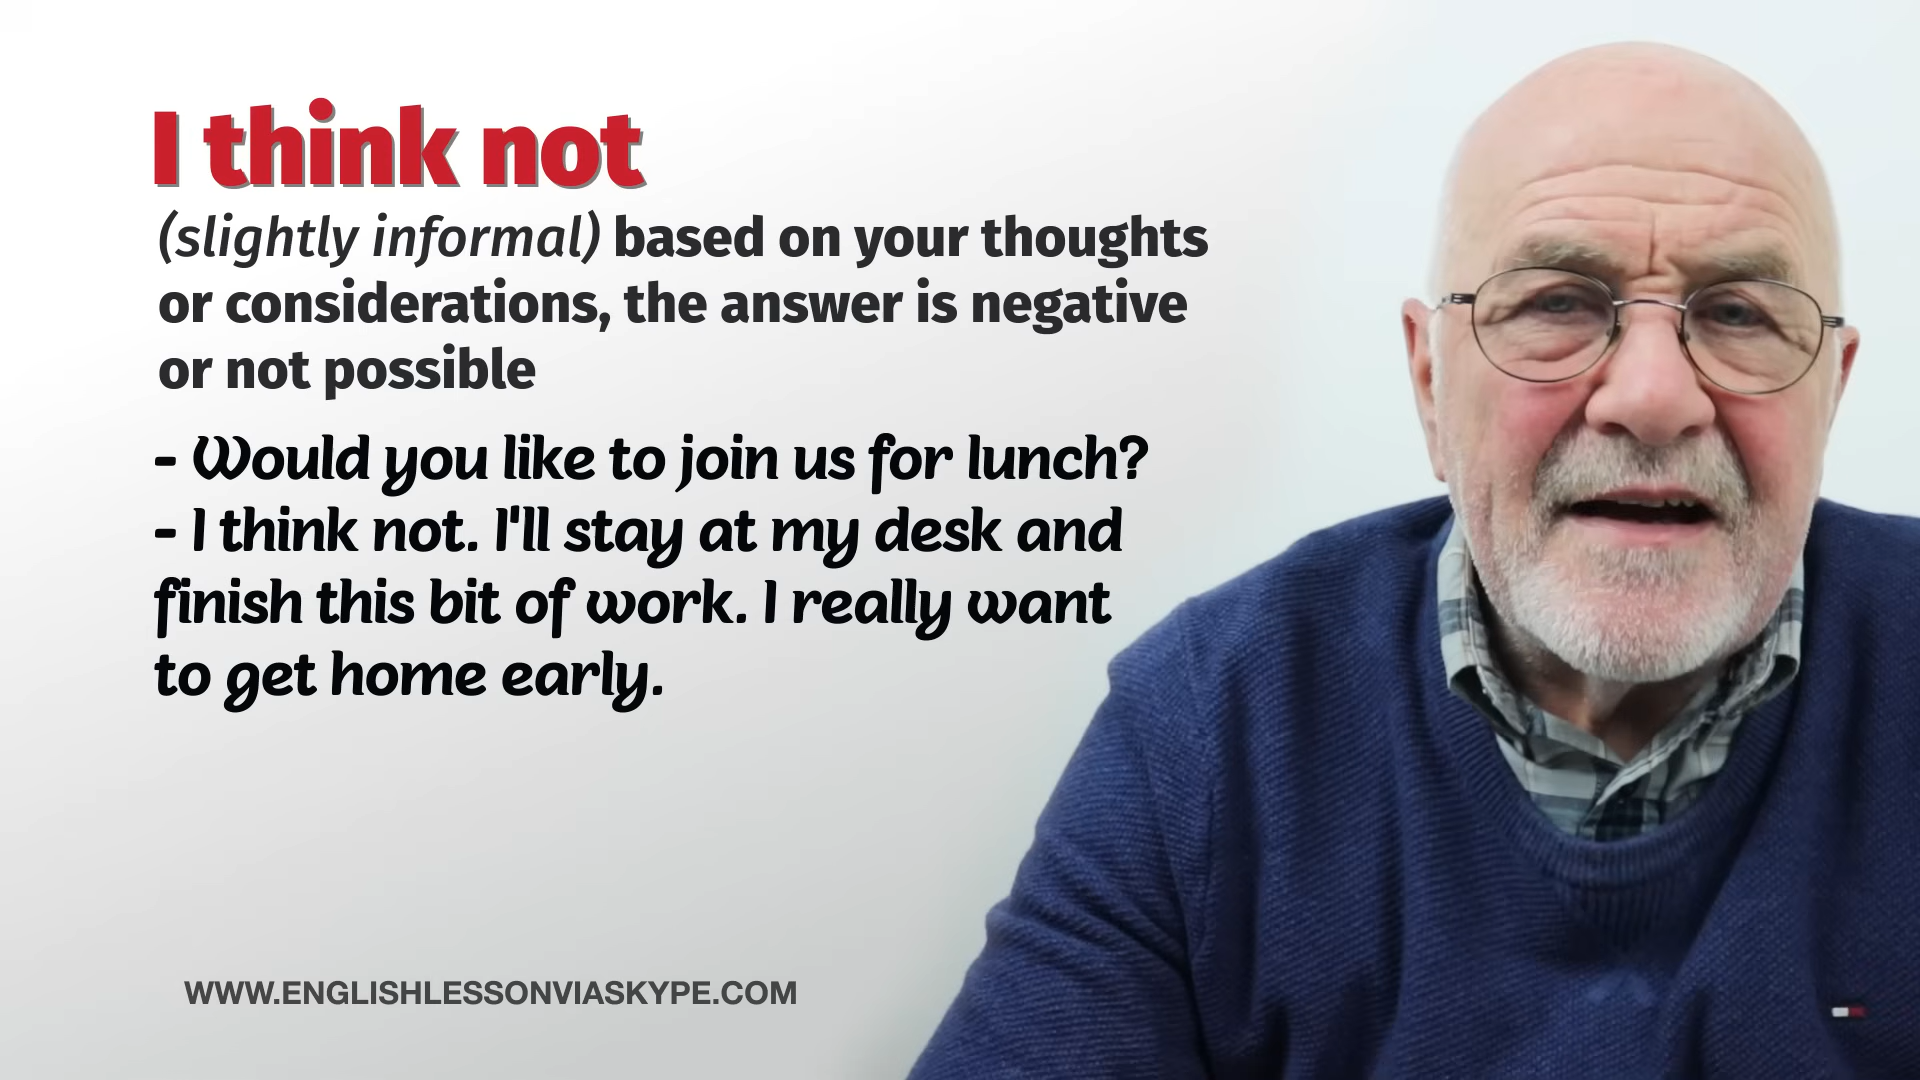 I think not
(slightly informal) based on your thoughts
or considerations, the answer is negative
or not possible
- Would you like to join us for lunch?
- I think not. I'll stay at my desk and
finish this bit of work. I really want
to get home early.
WWW.ENGLISHLESSONVIASKYPE.COM